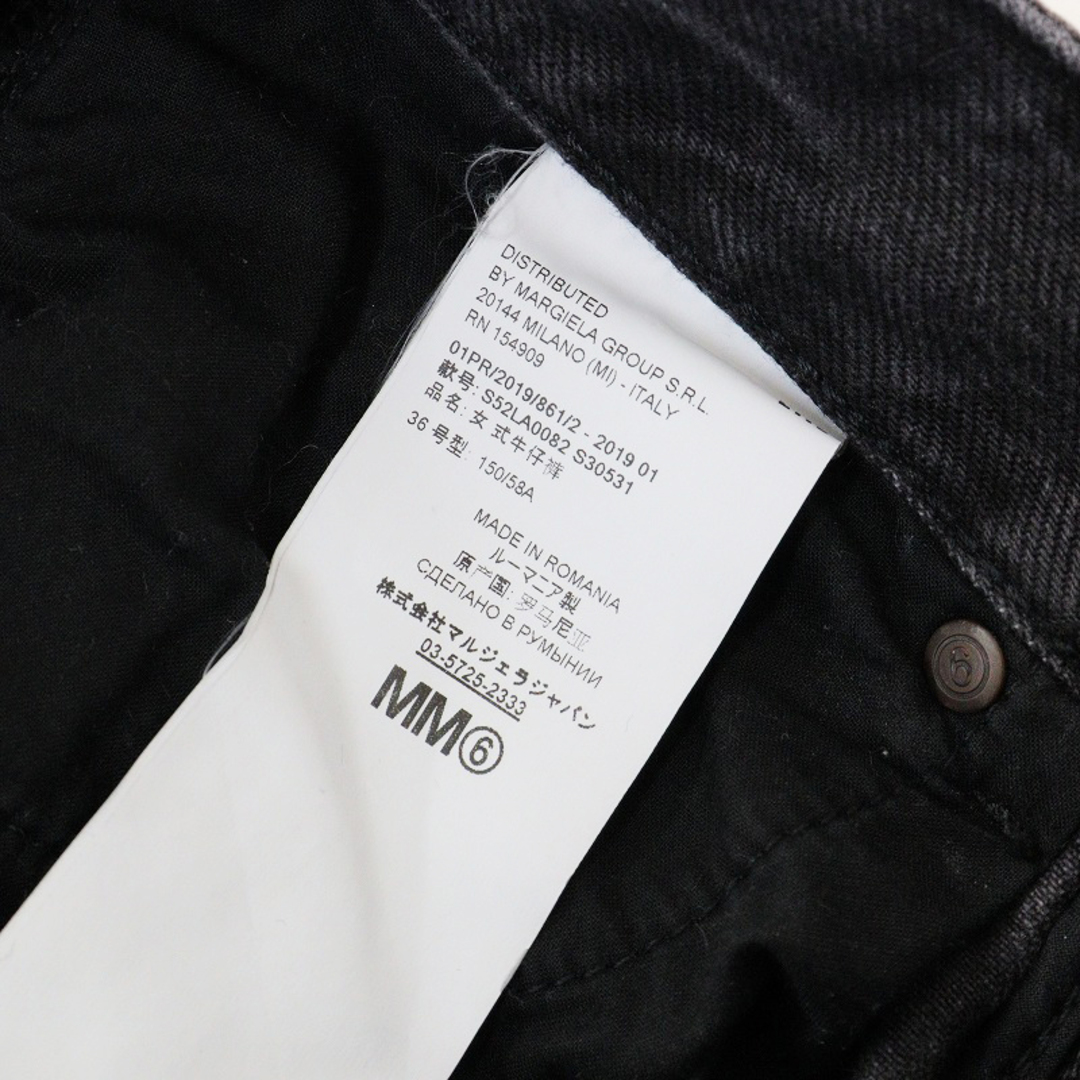 DISTRIBUTED
BY MARGIELA GROUP S.R.L.
20144 MILANO (MI) - ITALY
RN 154909
01PR/2019/861/2 - 2019 01
款号: S52LA0082 S30531
品名: 女 式牛仔裤
36 号型: 150/58A
MADE IN ROMANIA
ルーマニア製
原产国: 罗马尼亚
СДЕЛАНО В РУМЫНИИ
株式会社マルジェラジャパン
03-5725-2333
MM⑥
6